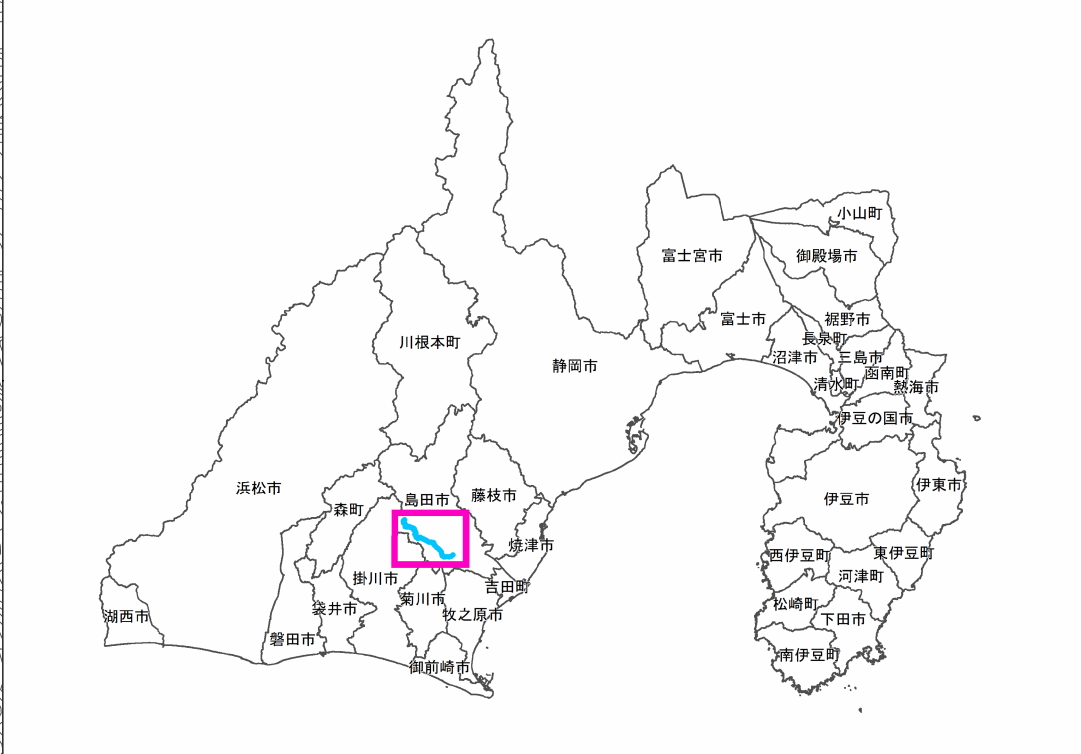 小山町
富士宮市
御殿場市
富士市
裾野市
長泉町
川根本町
静岡市
沼津市
三島市
函南町
清水町
熱海市
伊豆の国市
浜松市
森町
島田市
藤枝市
伊豆市
伊東市
焼津市
西伊豆町
東伊豆町
掛川市
河津町
吉田町
湖西市
袋井市
菊川市
牧之原市
松崎町
下田市
磐田市
御前崎市
南伊豆町